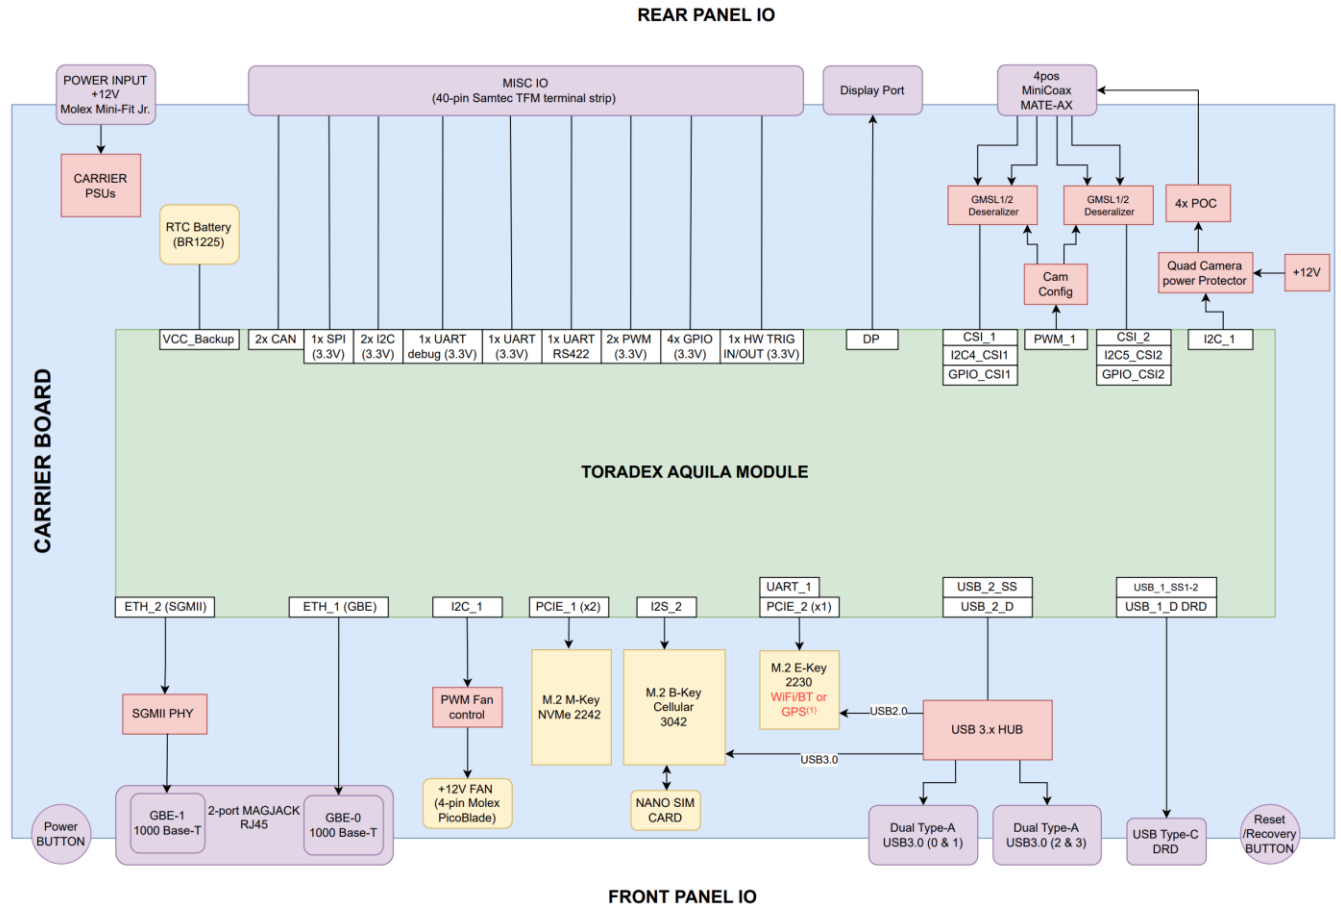 REAR PANEL IO
POWER INPUT
+12V
Molex Mini-Fit Jr.
MISC IO
(40-pin Samtec TFM terminal strip)
Display Port
4pos
MiniCoax
MATE-AX
CARRIER
PSUs
RTC Battery
(BR1225)
GMSL1/2
Deseralizer
GMSL1/2
Deseralizer
4x POC
Cam
Config
Quad Camera
power Protector
+12V
VCC_Backup
2x CAN
1x SPI
(3.3V)
2x I2C
(3.3V)
1x UART
debug (3.3V)
1x UART
(3.3V)
1x UART
RS422
2x PWM
(3.3V)
4x GPIO
(3.3V)
1x HW TRIG
IN/OUT (3.3V)
DP
CSI_1
I2C4_CSI1
GPIO_CSI1
PWM_1
CSI_2
I2C5_CSI2
GPIO_CSI2
I2C_1
CARRIER BOARD
TORADEX AQUILA MODULE
ETH_2 (SGMII)
ETH_1 (GBE)
I2C_1
PCIE_1 (x2)
I2S_2
UART_1
PCIE_2 (x1)
USB_2_SS
USB_2_D
USB_1_SS1-2
USB_1_D DRD
SGMII PHY
PWM Fan
control
M.2 M-Key
NVMe 2242
M.2 B-Key
Cellular
3042
M.2 E-Key
2230
WiFi/BT or
GPS(1)
USB2.0
USB3.0
USB 3.x HUB
Power
BUTTON
GBE-1
1000 Base-T
2-port MAGJACK
RJ45
GBE-0
1000 Base-T
+12V FAN
(4-pin Molex
PicoBlade)
NANO SIM
CARD
Dual Type-A
USB3.0 (0 & 1)
Dual Type-A
USB3.0 (2 & 3)
USB Type-C
DRD
Reset
/Recovery
BUTTON
FRONT PANEL IO